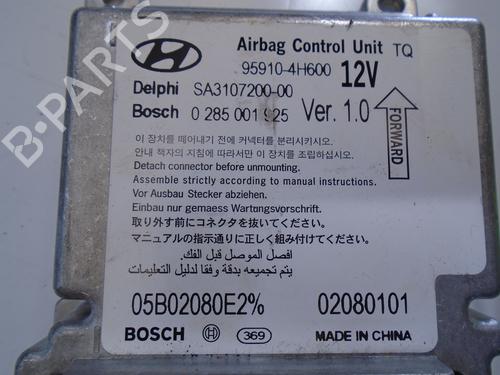 Airbag Control Unit TQ
95910-4H600 12V
Delphi SA3107200-00
Bosch 0 285 001 925 Ver. 1.0
FORWARD
이 장치를 떼어내기 전에 커넥터를 분리시키시오.
안내 책자의 지침에 따라서만 이 장치를 조립하십시오.
Detach connector before unmounting.
Assemble strictly according to manual instructions.
Vor Ausbau Stecker abziehen.
Einbau nur gemaess Wartungsvorschrift.
取り外す前にコネクタを抜いてください。
マニュアルの指示通りに正しく組み付けてください。
افصل الموصل قبل الفك.
يتم تجميعه بدقة وفقا لدليل التعليمات
05B02080E2% 02080101
BOSCH 369 MADE IN CHINA
B-PARTS